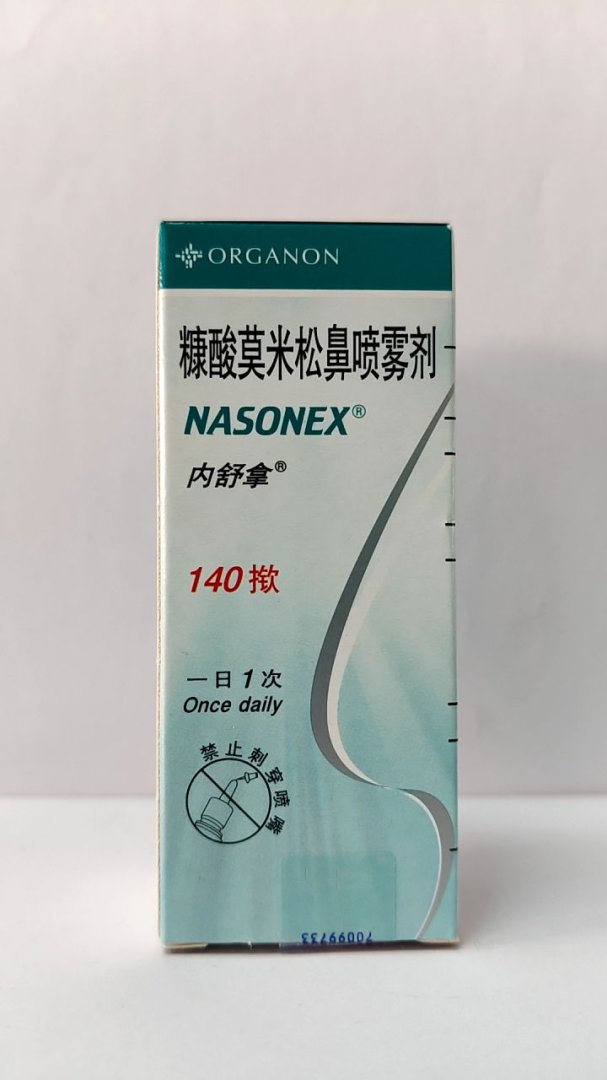 ORGANON
糠酸莫米松鼻喷雾剂
NASONEX®
内舒拿®
140揿
一日1次
Once daily
禁止刺穿喷嘴
70099733